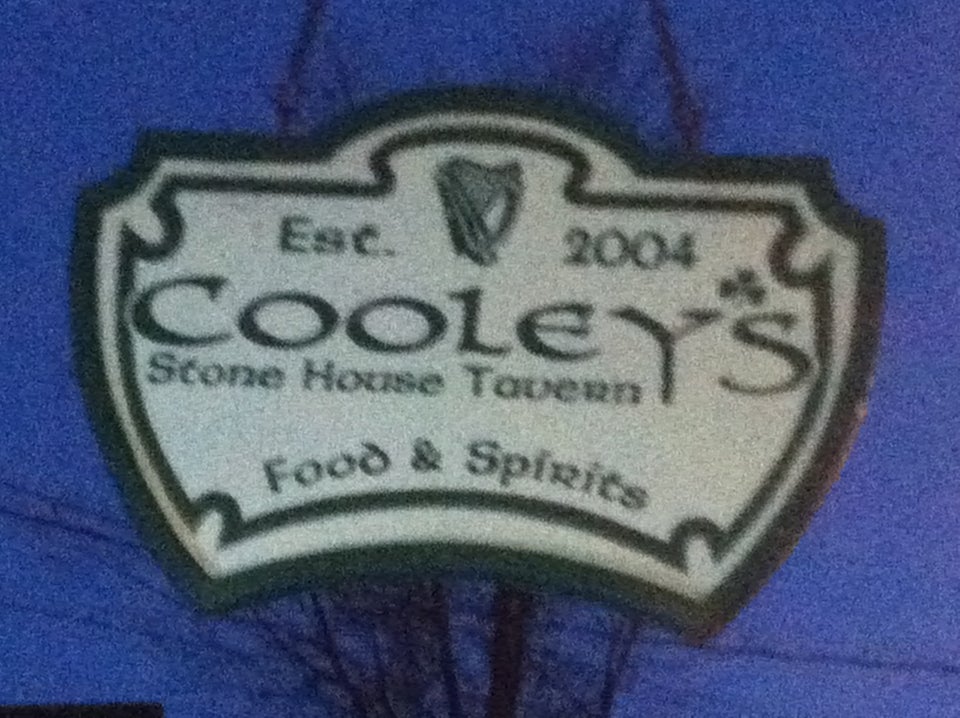 Est. 2004
Cooley's
Stone House Tavern
Food & Spirits